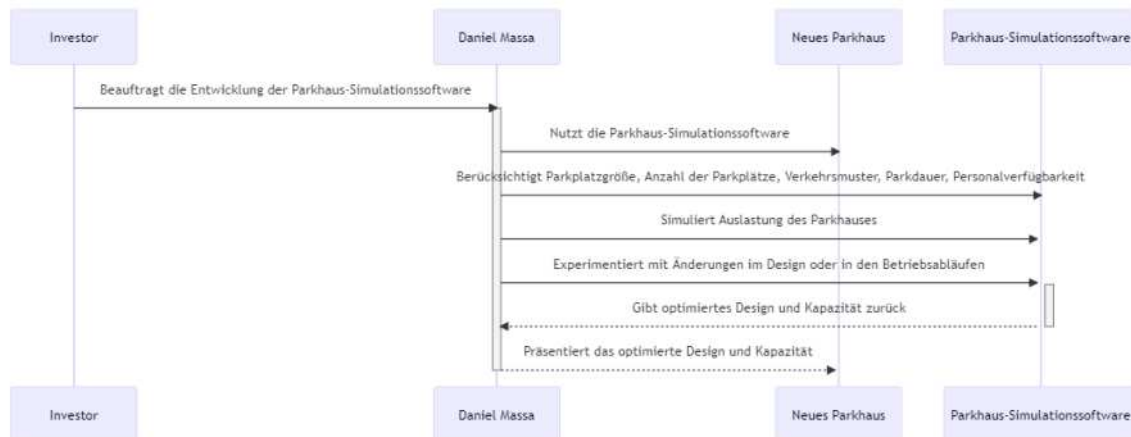 Investor
Daniel Massa
Neues Parkhaus
Parkhaus-Simulationssoftware
Beauftragt die Entwicklung der Parkhaus-Simulationssoftware
Nutzt die Parkhaus-Simulationssoftware
Berücksichtigt Parkplatzgröße, Anzahl der Parkplätze, Verkehrsmuster, Parkdauer, Personalverfügbarkeit
Simuliert Auslastung des Parkhauses
Experimentiert mit Änderungen im Design oder in den Betriebsabläufen
Gibt optimiertes Design und Kapazität zurück
Präsentiert das optimierte Design und Kapazität
Investor
Daniel Massa
Neues Parkhaus
Parkhaus-Simulationssoftware